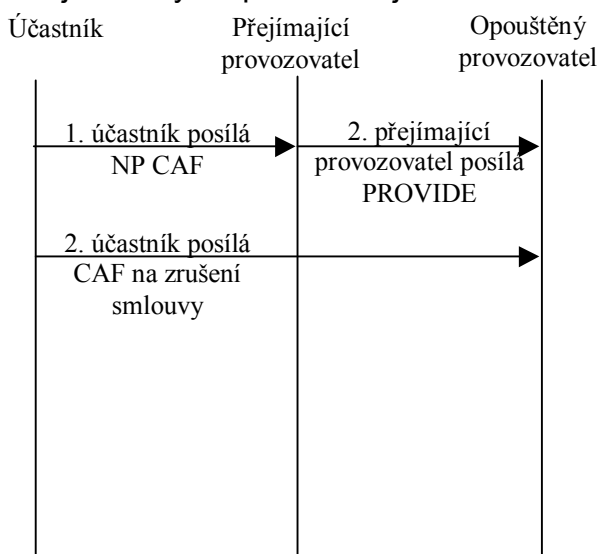 Účastník
Přejímající
provozovatel
Opouštěný
provozovatel
1. účastník posílá
NP CAF
2. přejímající
provozovatel posílá
PROVIDE
2. účastník posílá
CAF na zrušení
smlouvy